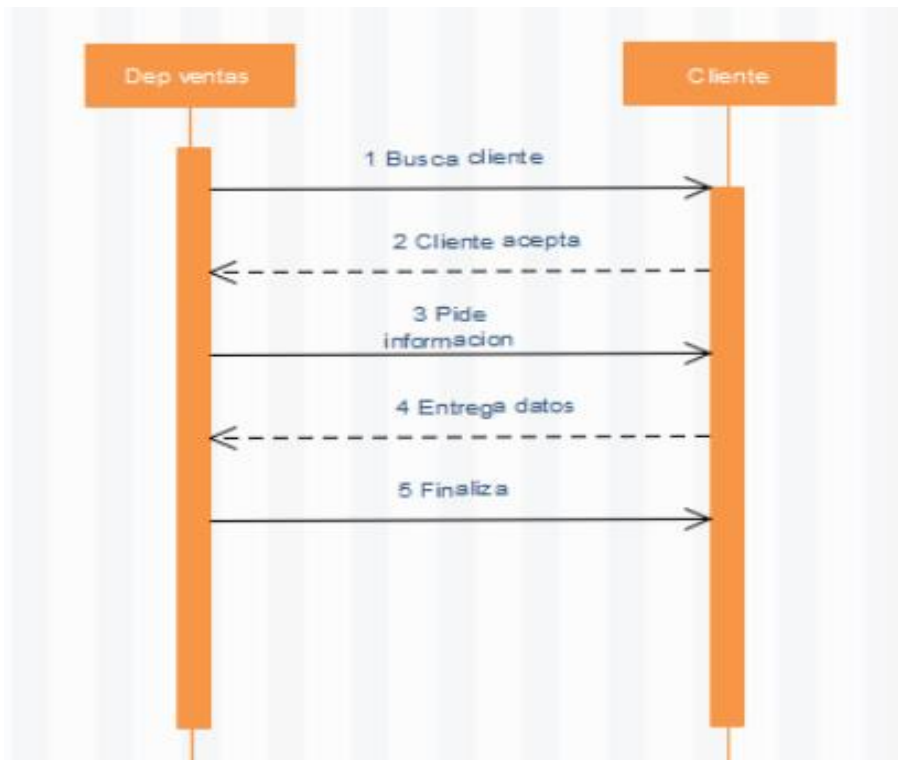 Dep ventas
Cliente
1 Busca cliente
2 Cliente acepta
3 Pide
informacion
4 Entrega datos
5 Finaliza